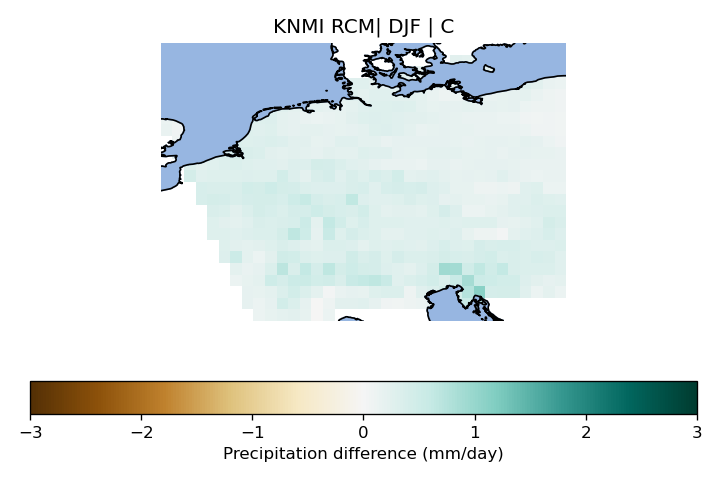 KNMI RCM| DJF | C
−3 −2 −1 0 1 2 3
Precipitation difference (mm/day)